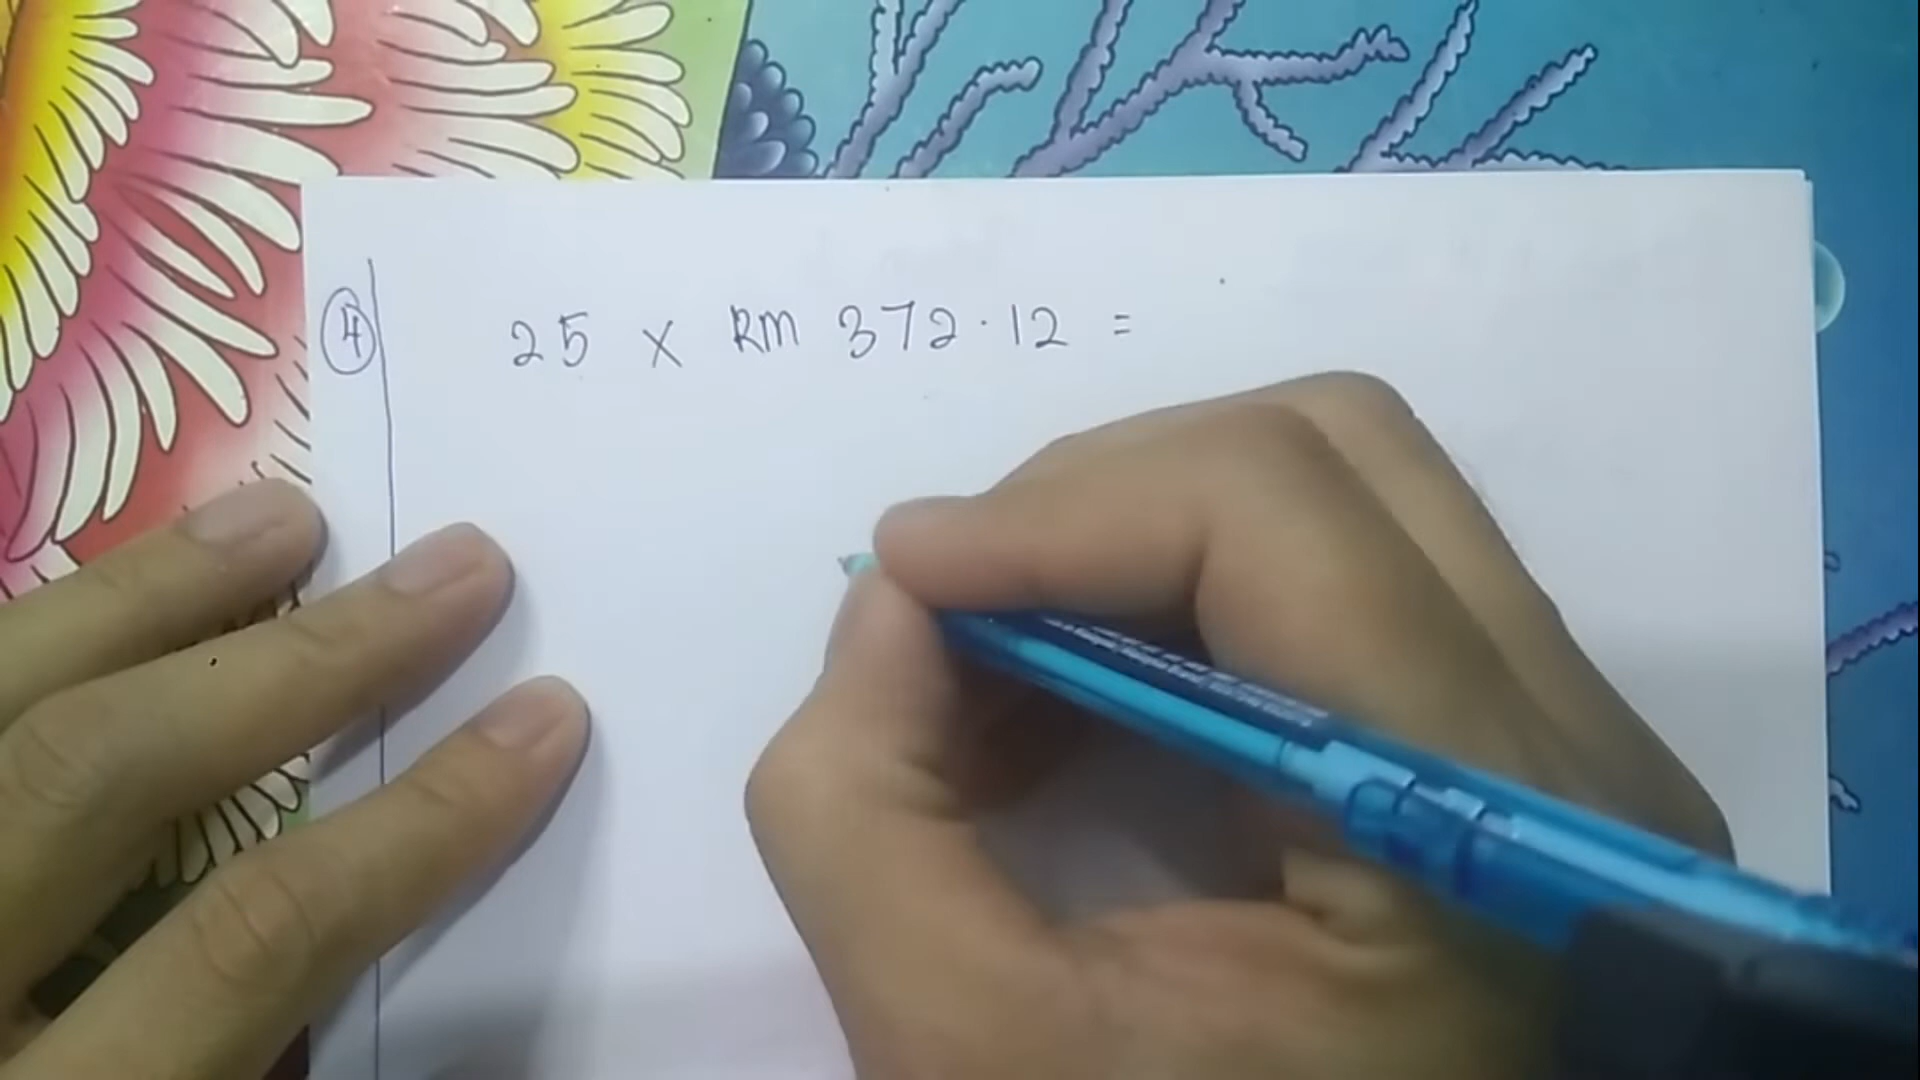 ④ 25 x RM 372.12 =